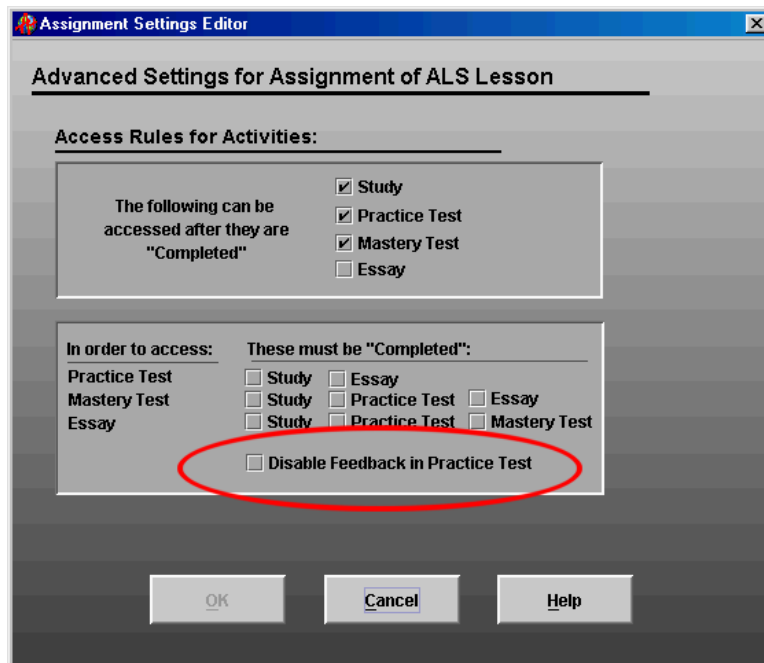 Assignment Settings Editor
Advanced Settings for Assignment of ALS Lesson
Access Rules for Activities:
The following can be
accessed after they are
"Completed"
Study
Practice Test
Mastery Test
Essay
In order to access: These must be "Completed":
Practice Test Study Essay
Mastery Test Study Practice Test Essay
Essay Study Practice Test Mastery Test
Disable Feedback in Practice Test
OK Cancel Help